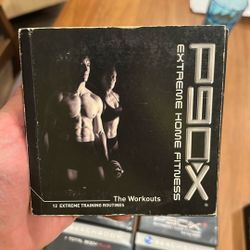 P90X
EXTREME HOME FITNESS
The Workouts
12 EXTREME TRAINING ROUTINES